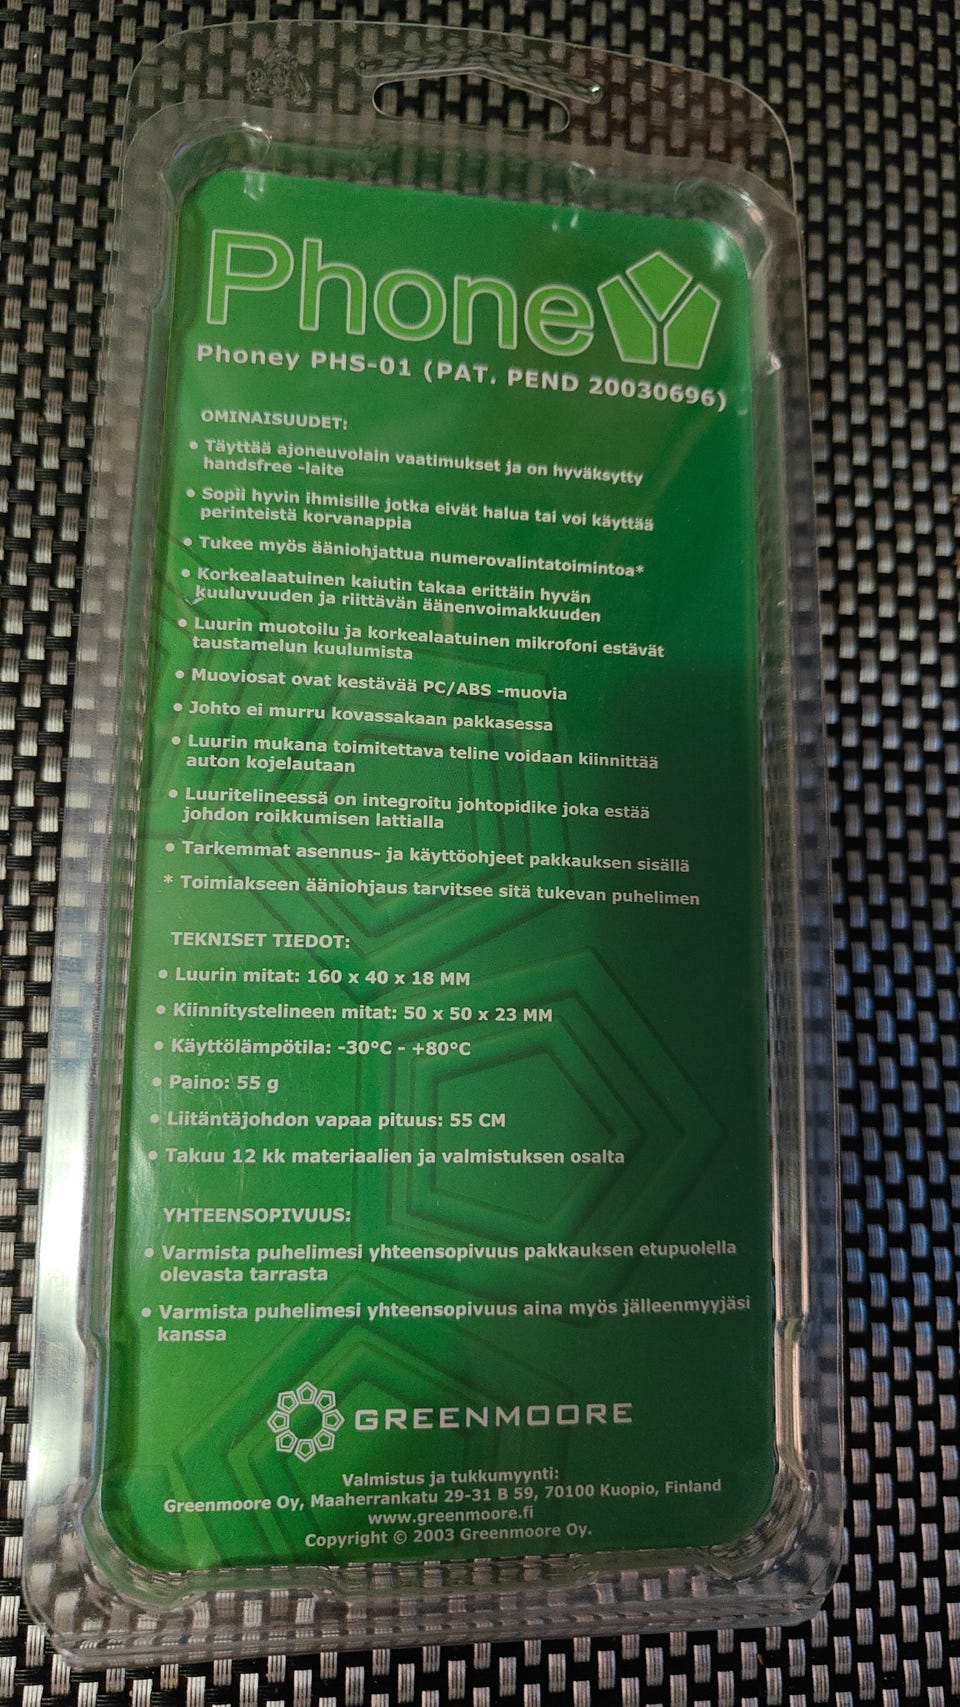 PhoneY
Phoney PHS-01 (PAT. PEND 20030696)
OMINAISUUDET:
• Täyttää ajoneuvolain vaatimukset ja on hyväksytty
handsfree -laite
• Sopii hyvin ihmisille jotka eivät halua tai voi käyttää
perinteistä korvanappia
• Tukee myös ääniohjattua numerovalintatoimintoa*
• Korkealaatuinen kaiutin takaa erittäin hyvän
kuuluvuuden ja riittävän äänenvoimakkuuden
• Luurin muotoilu ja korkealaatuinen mikrofoni estävät
taustamelun kuulumista
• Muoviosat ovat kestävää PC/ABS -muovia
• Johto ei murru kovassakaan pakkasessa
• Luurin mukana toimitettava teline voidaan kiinnittää
auton kojelautaan
• Luuritelineessä on integroitu johtopidike joka estää
johdon roikkumisen lattialla
• Tarkemmat asennus- ja käyttöohjeet pakkauksen sisällä
* Toimiakseen ääniohjaus tarvitsee sitä tukevan puhelimen
TEKNISET TIEDOT:
• Luurin mitat: 160 x 40 x 18 MM
• Kiinnitystelineen mitat: 50 x 50 x 23 MM
• Käyttölämpötila: -30°C - +80°C
• Paino: 55 g
• Liitäntäjohdon vapaa pituus: 55 CM
• Takuu 12 kk materiaalien ja valmistuksen osalta
YHTEENSOPIVUUS:
• Varmista puhelimesi yhteensopivuus pakkauksen etupuolella
olevasta tarrasta
• Varmista puhelimesi yhteensopivuus aina myös jälleenmyyjäsi
kanssa
GREENMOORE
Valmistus ja tukkumyynti:
Greenmoore Oy, Maaherrankatu 29-31 B 59, 70100 Kuopio, Finland
www.greenmoore.fi
Copyright © 2003 Greenmoore Oy.